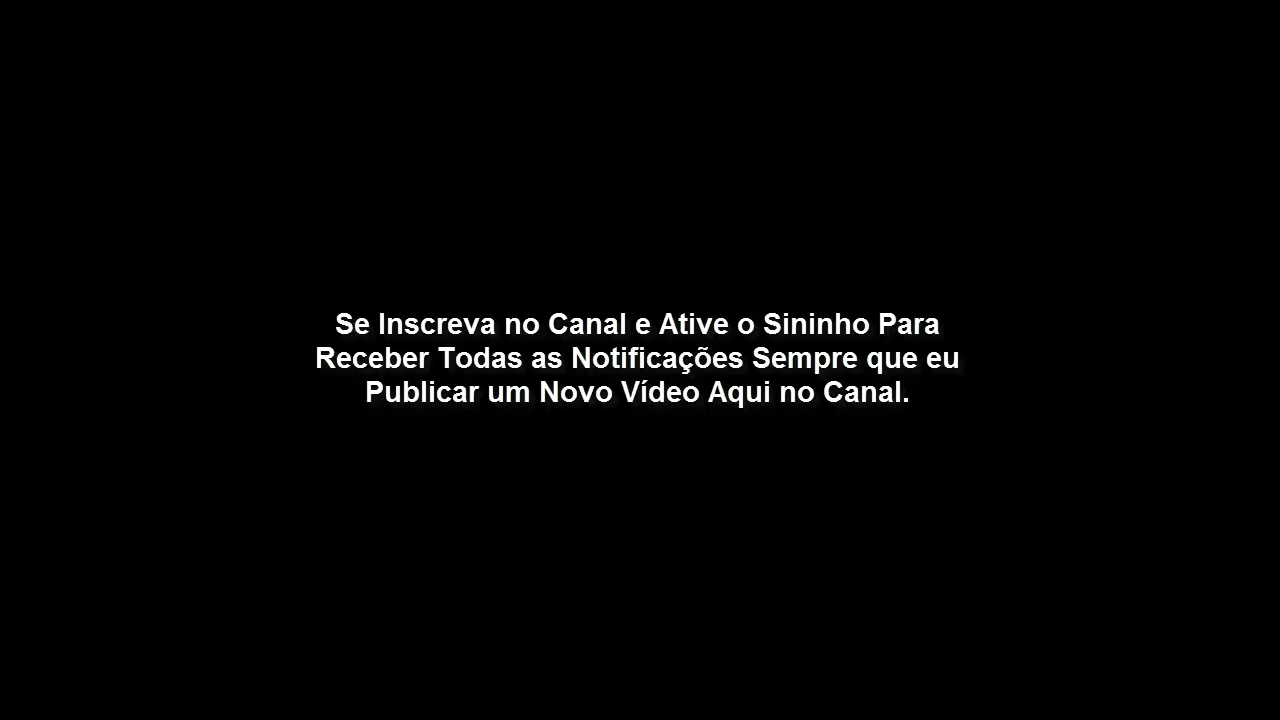 Se Inscreva no Canal e Ative o Sininho Para
Receber Todas as Notificações Sempre que eu
Publicar um Novo Vídeo Aqui no Canal.